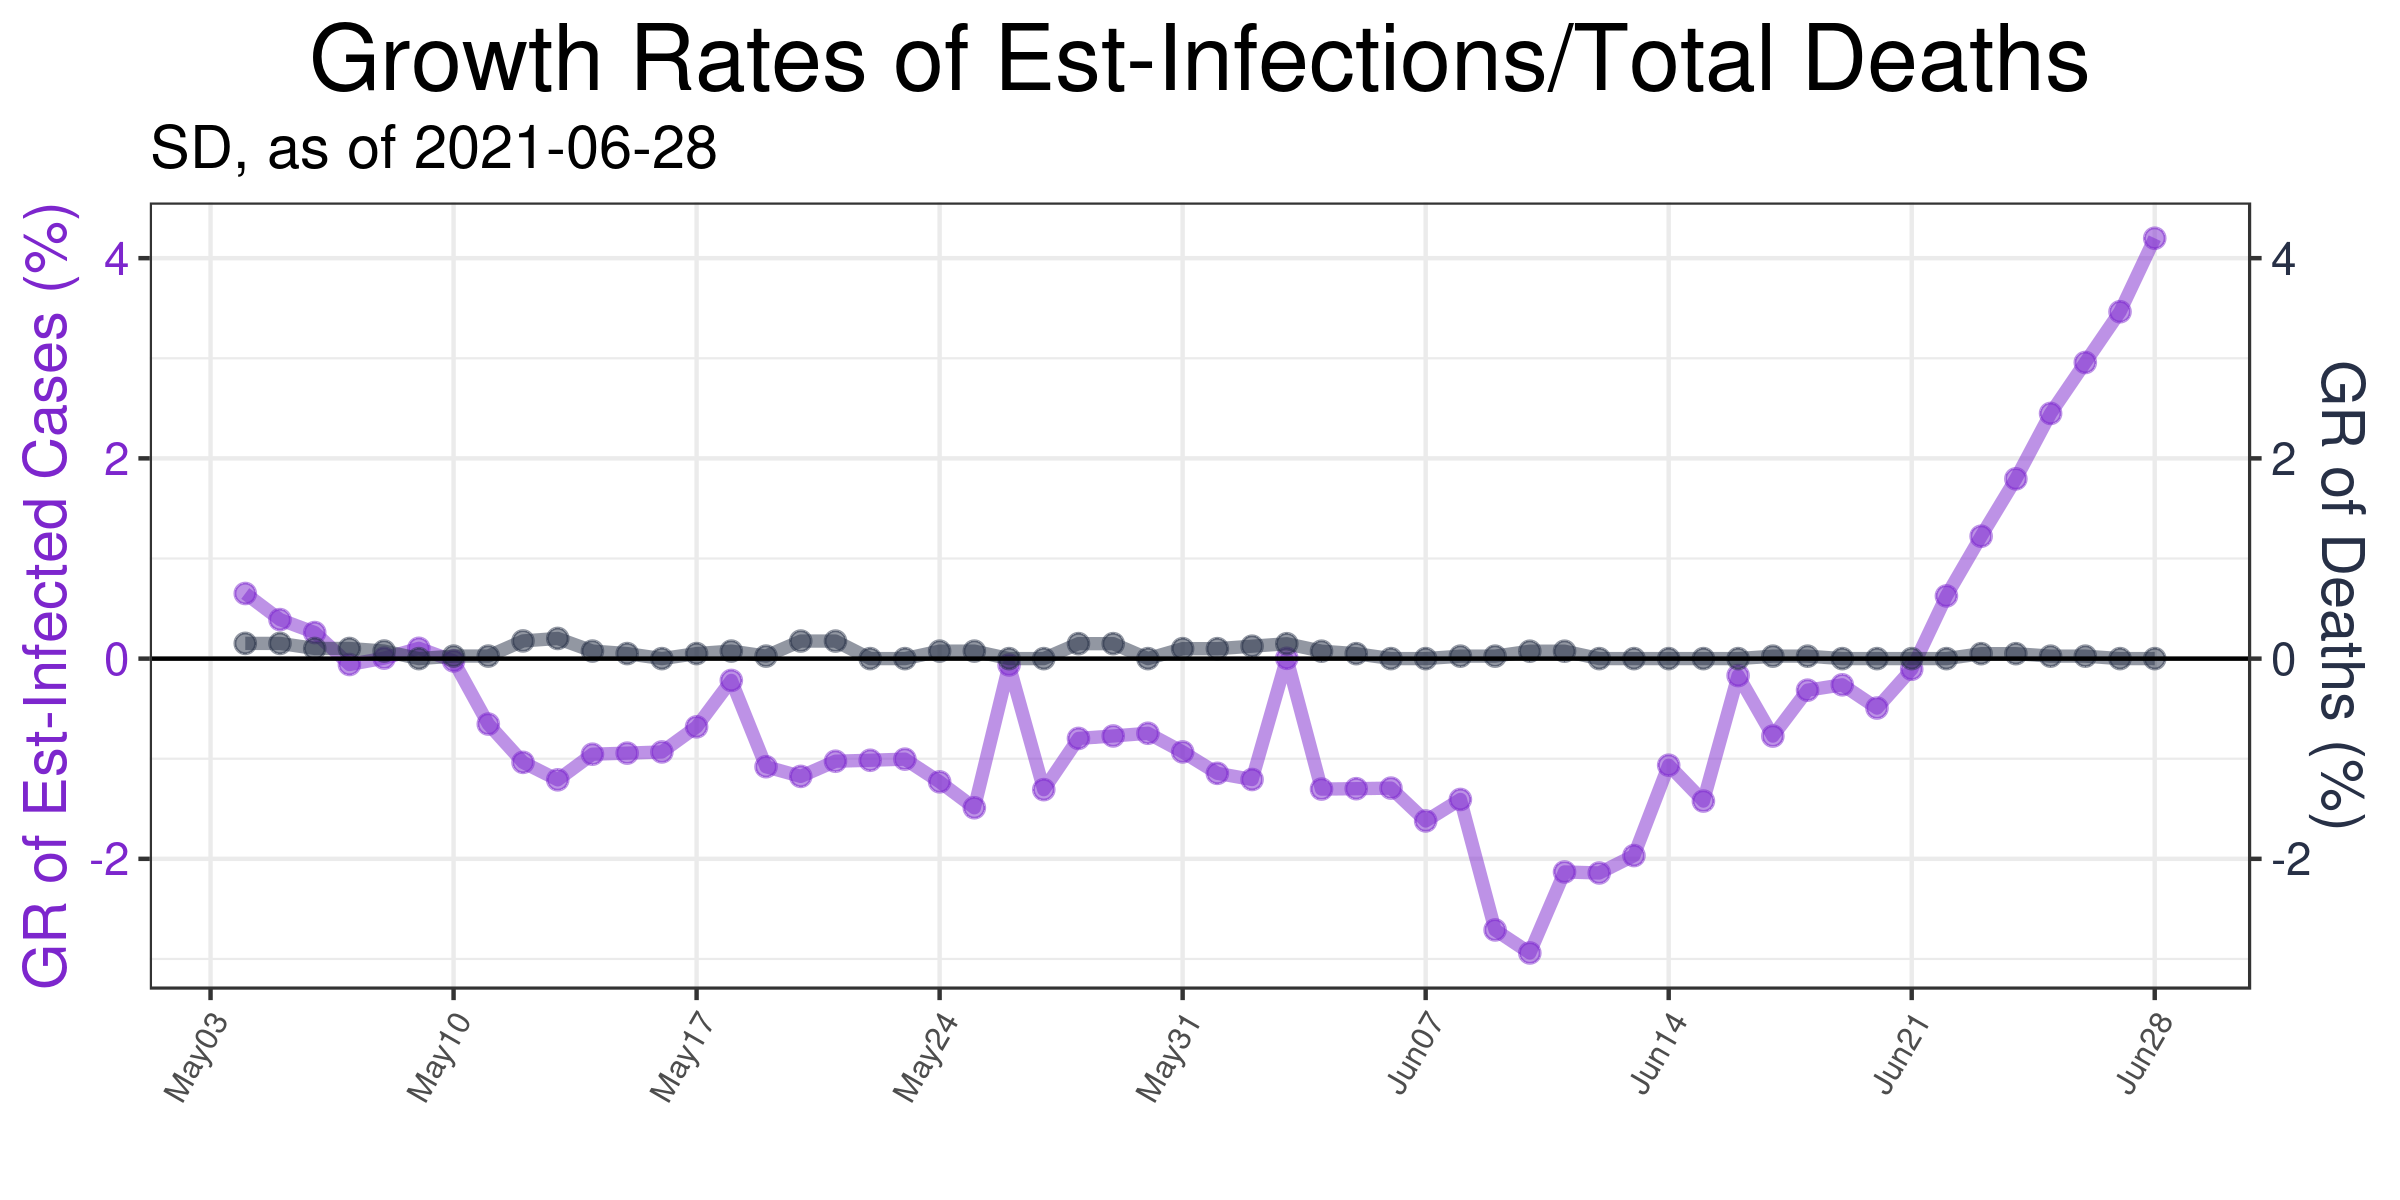 Growth Rates of Est-Infections/Total Deaths
SD, as of 2021-06-28
GR of Est-Infected Cases (%)
4
2
0
-2
4
2
0
-2
GR of Deaths (%)
May03
May10
May17
May24
May31
Jun07
Jun14
Jun21
Jun28